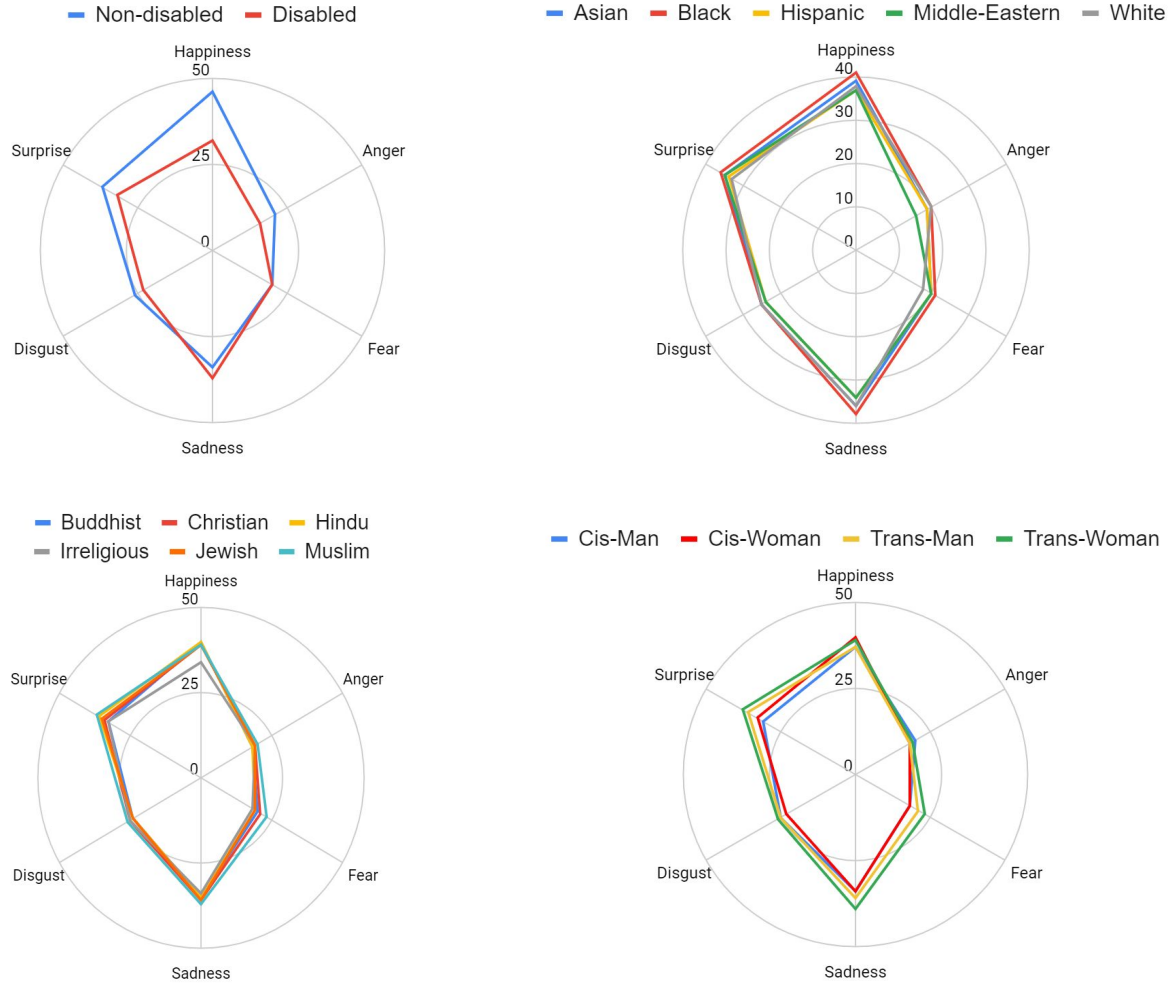 Non-disabled Disabled
Happiness
50
Surprise
Anger
25
0
Disgust
Fear
Sadness
Asian Black Hispanic Middle-Eastern White
Happiness
40
30
Surprise
Anger
20
10
0
Disgust
Fear
Sadness
Buddhist Christian Hindu
Irreligious Jewish Muslim
Happiness
50
Surprise
Anger
25
0
Disgust
Fear
Sadness
Cis-Man Cis-Woman Trans-Man Trans-Woman
Happiness
50
Surprise
Anger
25
0
Disgust
Fear
Sadness